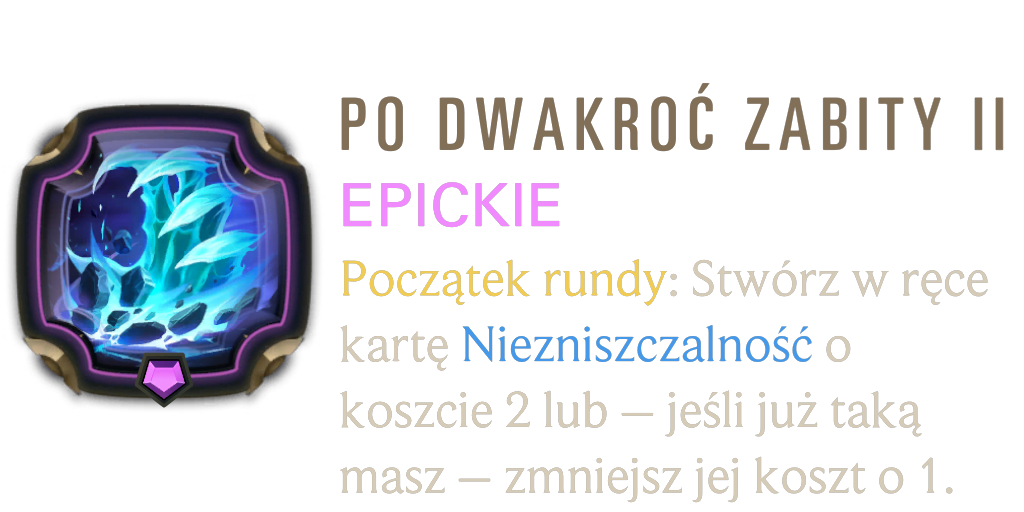 PO DWAKROĆ ZABITY II
EPICKIE
Początek rundy: Stwórz w ręce
kartę Niezniszczalność o
koszcie 2 lub — jeśli już taką
masz — zmniejsz jej koszt o 1.